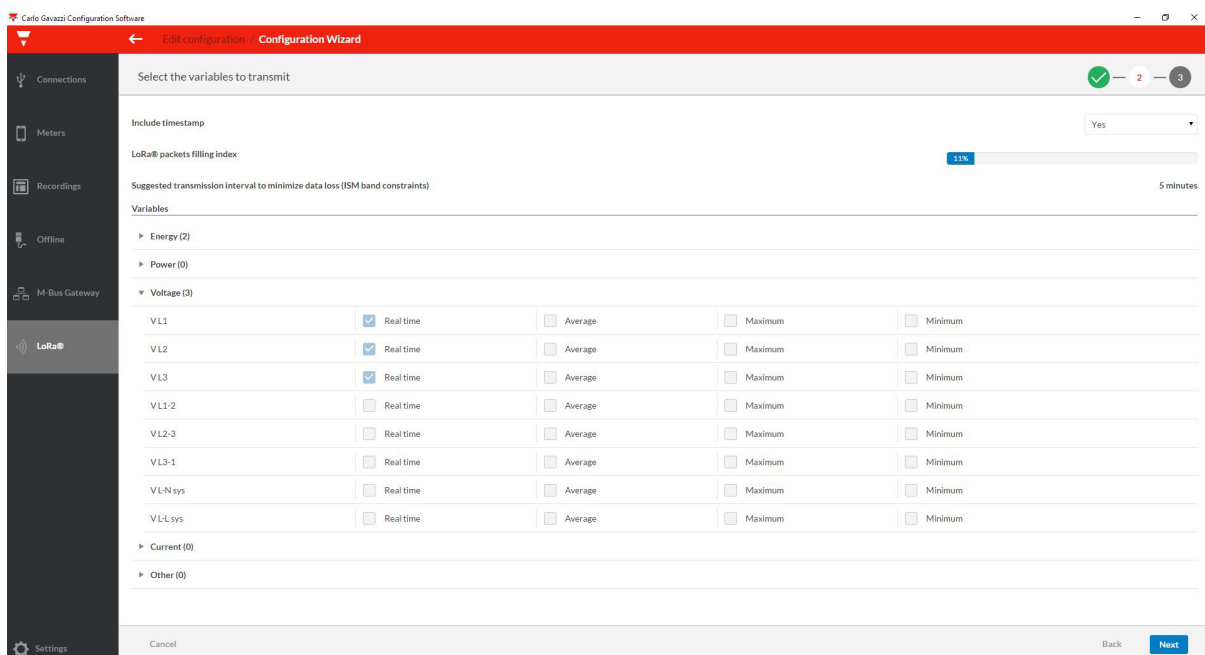 Carlo Gavazzi Configuration Software
Edit configuration / Configuration Wizard
Connections
Meters
Recordings
Offline
M-Bus Gateway
LoRa®
Settings
Select the variables to transmit
2
3
Include timestamp
Yes
LoRa® packets filling index
11%
Suggested transmission interval to minimize data loss (ISM band constraints)
5 minutes
Variables
Energy (2)
Power (0)
Voltage (3)
V L1 Real time Average Maximum Minimum
V L2 Real time Average Maximum Minimum
V L3 Real time Average Maximum Minimum
V L1-2 Real time Average Maximum Minimum
V L2-3 Real time Average Maximum Minimum
V L3-1 Real time Average Maximum Minimum
V L-N sys Real time Average Maximum Minimum
V L-L sys Real time Average Maximum Minimum
Current (0)
Other (0)
Cancel
Back
Next